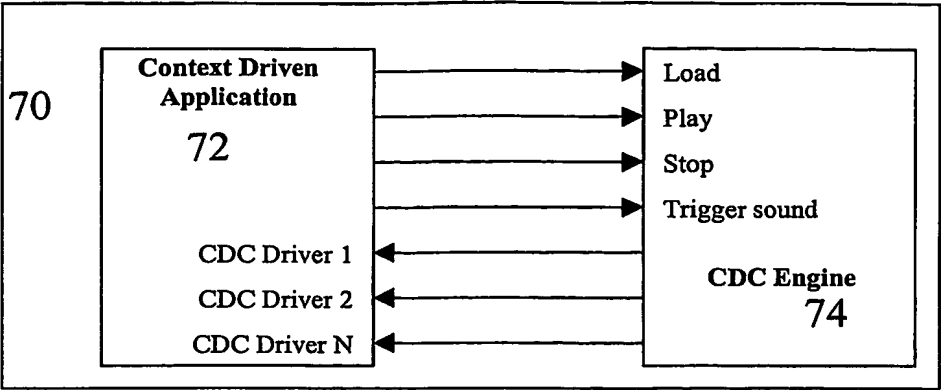 70
Context Driven
Application
72
CDC Driver 1
CDC Driver 2
CDC Driver N
Load
Play
Stop
Trigger sound
CDC Engine
74